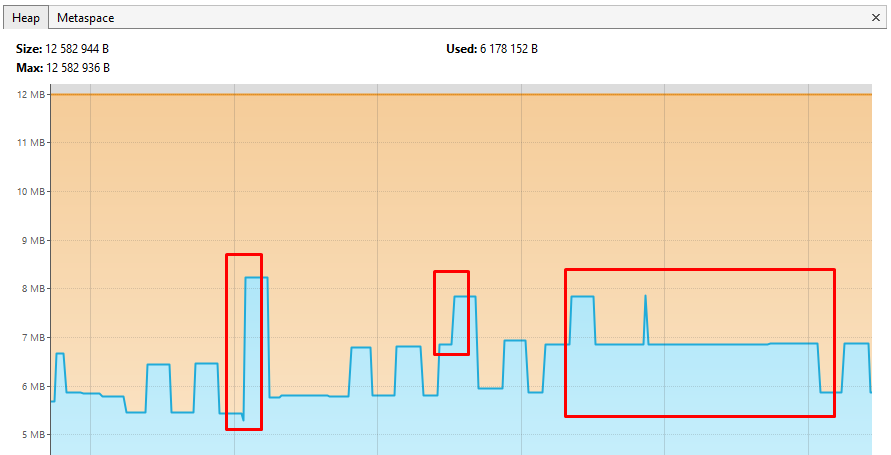 Heap Metaspace ×
Size: 12 582 944 B Used: 6 178 152 B
Max: 12 582 936 B
12 MB
11 MB
10 MB
9 MB
8 MB
7 MB
6 MB
5 MB